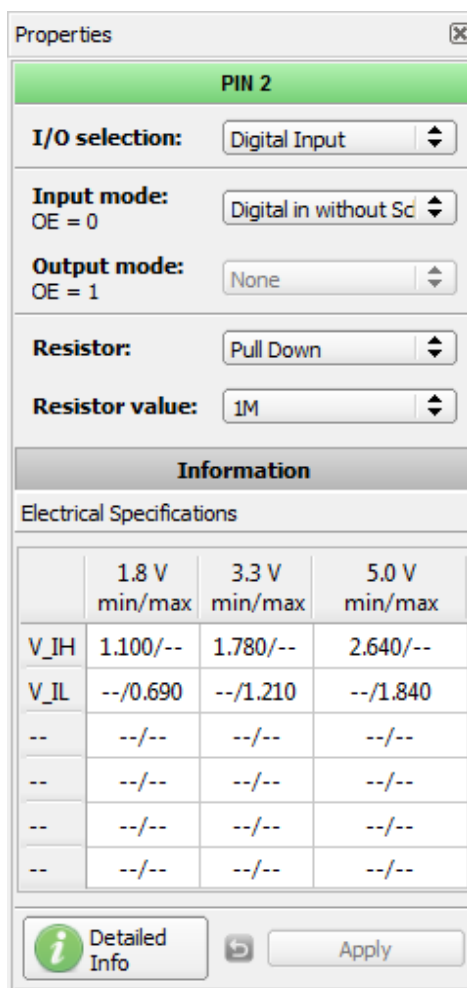 Properties
PIN 2
I/O selection: Digital Input
Input mode: Digital in without Sc
OE = 0
Output mode: None
OE = 1
Resistor: Pull Down
Resistor value: 1M
Information
Electrical Specifications
1.8 V 3.3 V 5.0 V
min/max min/max min/max
V_IH 1.100/-- 1.780/-- 2.640/--
V_IL --/0.690 --/1.210 --/1.840
-- --/-- --/-- --/--
-- --/-- --/-- --/--
-- --/-- --/-- --/--
-- --/-- --/-- --/--
Detailed
Info
Apply